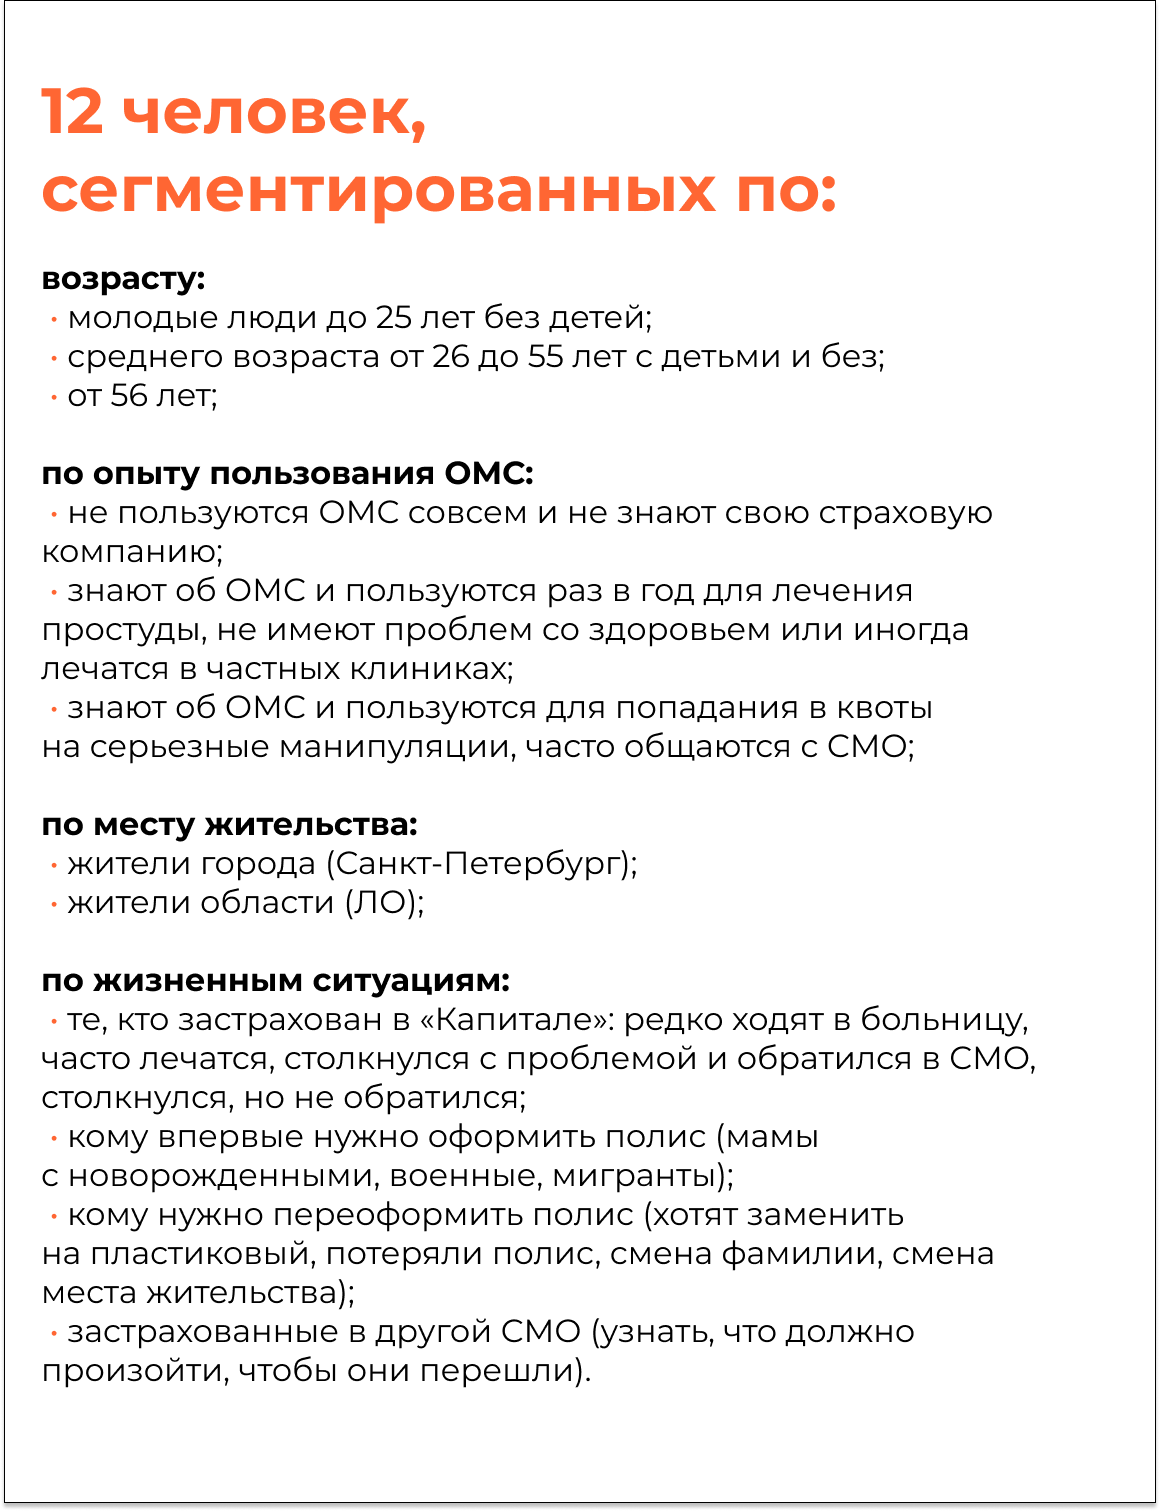 12 человек,
сегментированных по:
возрасту:
• молодые люди до 25 лет без детей;
• среднего возраста от 26 до 55 лет с детьми и без;
• от 56 лет;
по опыту пользования ОМС:
• не пользуются ОМС совсем и не знают свою страховую
компанию;
• знают об ОМС и пользуются раз в год для лечения
простуды, не имеют проблем со здоровьем или иногда
лечатся в частных клиниках;
• знают об ОМС и пользуются для попадания в квоты
на серьезные манипуляции, часто общаются с СМО;
по месту жительства:
• жители города (Санкт-Петербург);
• жители области (ЛО);
по жизненным ситуациям:
• те, кто застрахован в «Капитале»: редко ходят в больницу,
часто лечатся, столкнулся с проблемой и обратился в СМО,
столкнулся, но не обратился;
• кому впервые нужно оформить полис (мамы
с новорожденными, военные, мигранты);
• кому нужно переоформить полис (хотят заменить
на пластиковый, потеряли полис, смена фамилии, смена
места жительства);
• застрахованные в другой СМО (узнать, что должно
произойти, чтобы они перешли).